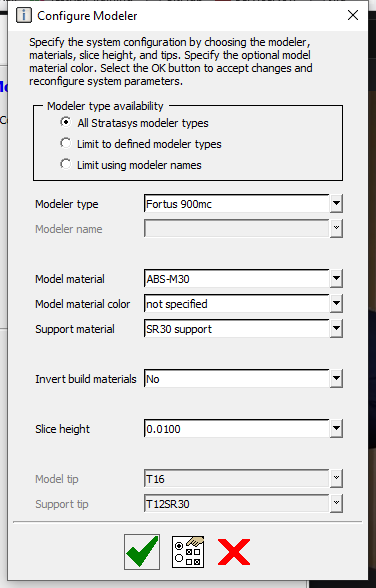 Configure Modeler
Specify the system configuration by choosing the modeler,
materials, slice height, and tips. Specify the optional model
material color. Select the OK button to accept changes and
reconfigure system parameters.
Modeler type availability
All Stratasys modeler types
Limit to defined modeler types
Limit using modeler names
Modeler type Fortus 900mc
Modeler name
Model material ABS-M30
Model material color not specified
Support material SR30 support
Invert build materials No
Slice height 0.0100
Model tip T16
Support tip T12SR30